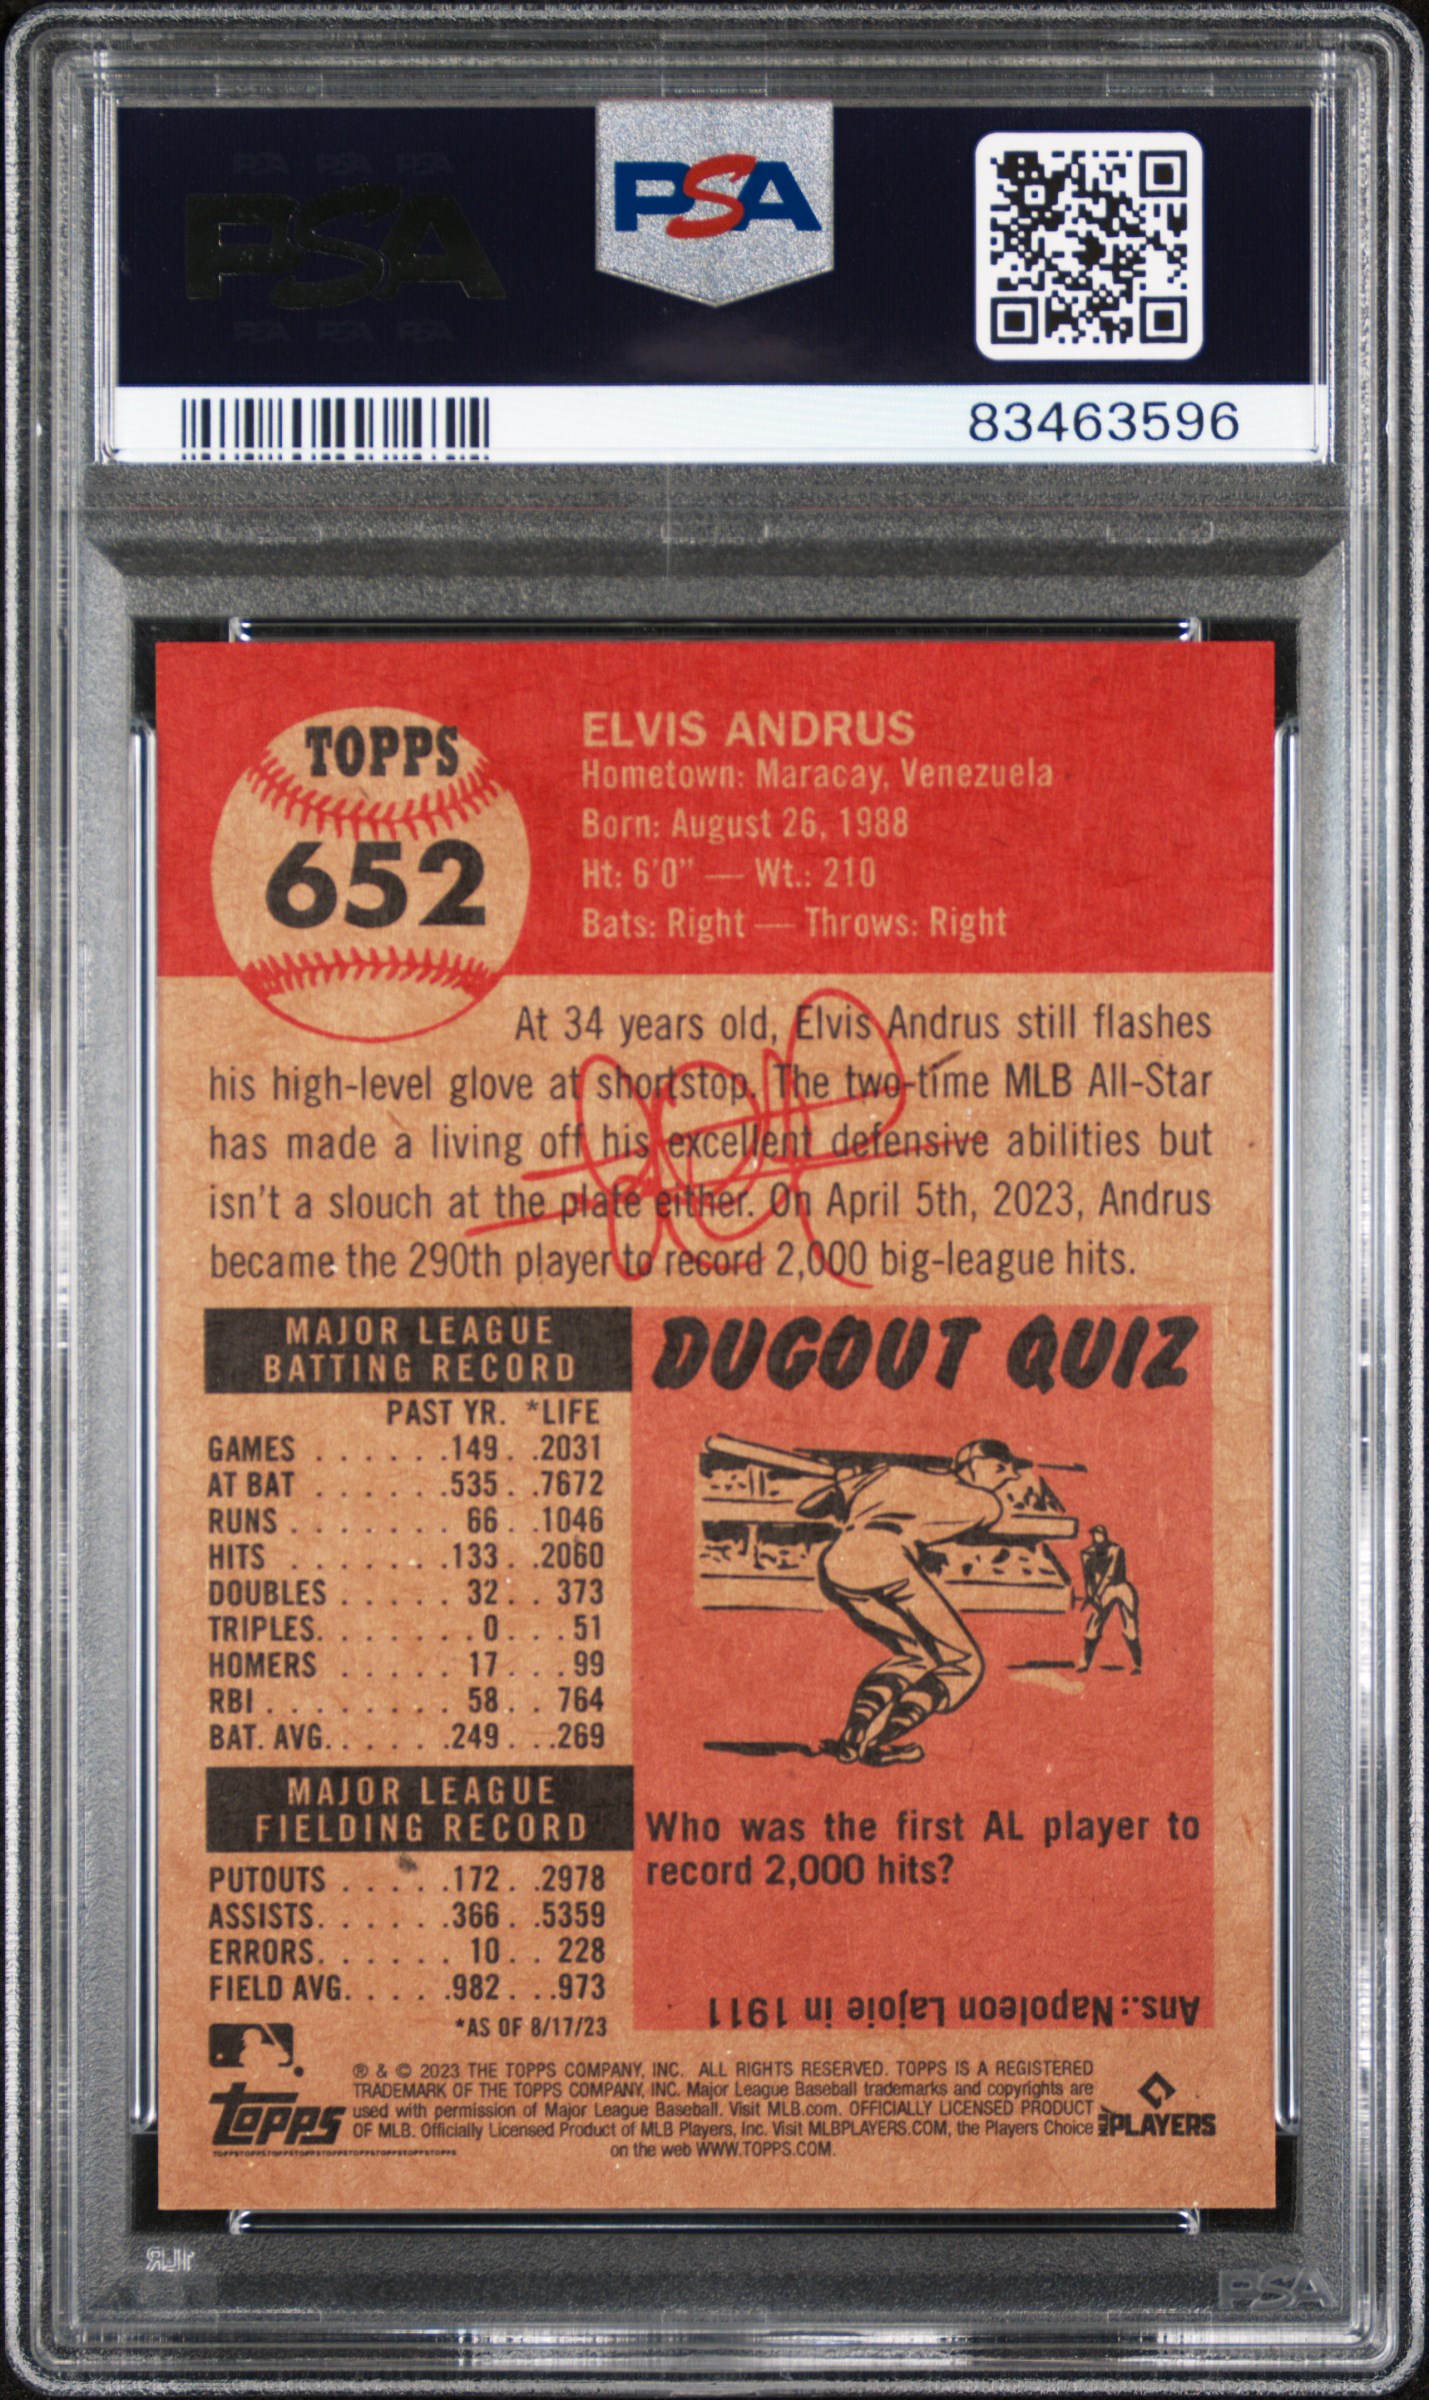 PSA PSA PSA
PSA
PSA PSA PSA
PSA
83463596
TOPPS
652
ELVIS ANDRUS
Hometown: Maracay, Venezuela
Born: August 26, 1988
Ht: 6'0" — Wt.: 210
Bats: Right — Throws: Right
At 34 years old, Elvis Andrus still flashes
his high-level glove at shortstop. The two-time MLB All-Star
has made a living off his excellent defensive abilities but
isn't a slouch at the plate either. On April 5th, 2023, Andrus
became the 290th player to record 2,000 big-league hits.
MAJOR LEAGUE
BATTING RECORD
PAST YR. *LIFE
GAMES . . . . . . .149. .2031
AT BAT . . . . . .535. .7672
RUNS . . . . . . . 66. .1046
HITS . . . . . . .133. .2060
DOUBLES . . . . . 32. . 373
TRIPLES. . . . . . . .0. . . 51
HOMERS . . . . . 17. . . 99
RBI . . . . . . . . 58. . 764
BAT. AVG. . . . . .249 . . .269
MAJOR LEAGUE
FIELDING RECORD
PUTOUTS . . . . .172. .2978
ASSISTS. . . . . .366. .5359
ERRORS. . . . . . 10. . 228
FIELD AVG. . . . .982. . .973
*AS OF 8/17/23
DUGOUT QUIZ
Who was the first AL player to
record 2,000 hits?
Ans.: Napoleon Lajoie in 1911
® & © 2023 THE TOPPS COMPANY, INC. ALL RIGHTS RESERVED. TOPPS IS A REGISTERED
TRADEMARK OF THE TOPPS COMPANY, INC. Major League Baseball trademarks and copyrights are
used with permission of Major League Baseball. Visit MLB.com. OFFICIALLY LICENSED PRODUCT
OF MLB. Officially Licensed Product of MLB Players, Inc. Visit MLBPLAYERS.COM, the Players Choice
on the web WWW.TOPPS.COM.
topps
TOPPSTOPPSTOPPSTOPPSTOPPSTOPPSTOPPSTOPPS
MLB PLAYERS
PSA